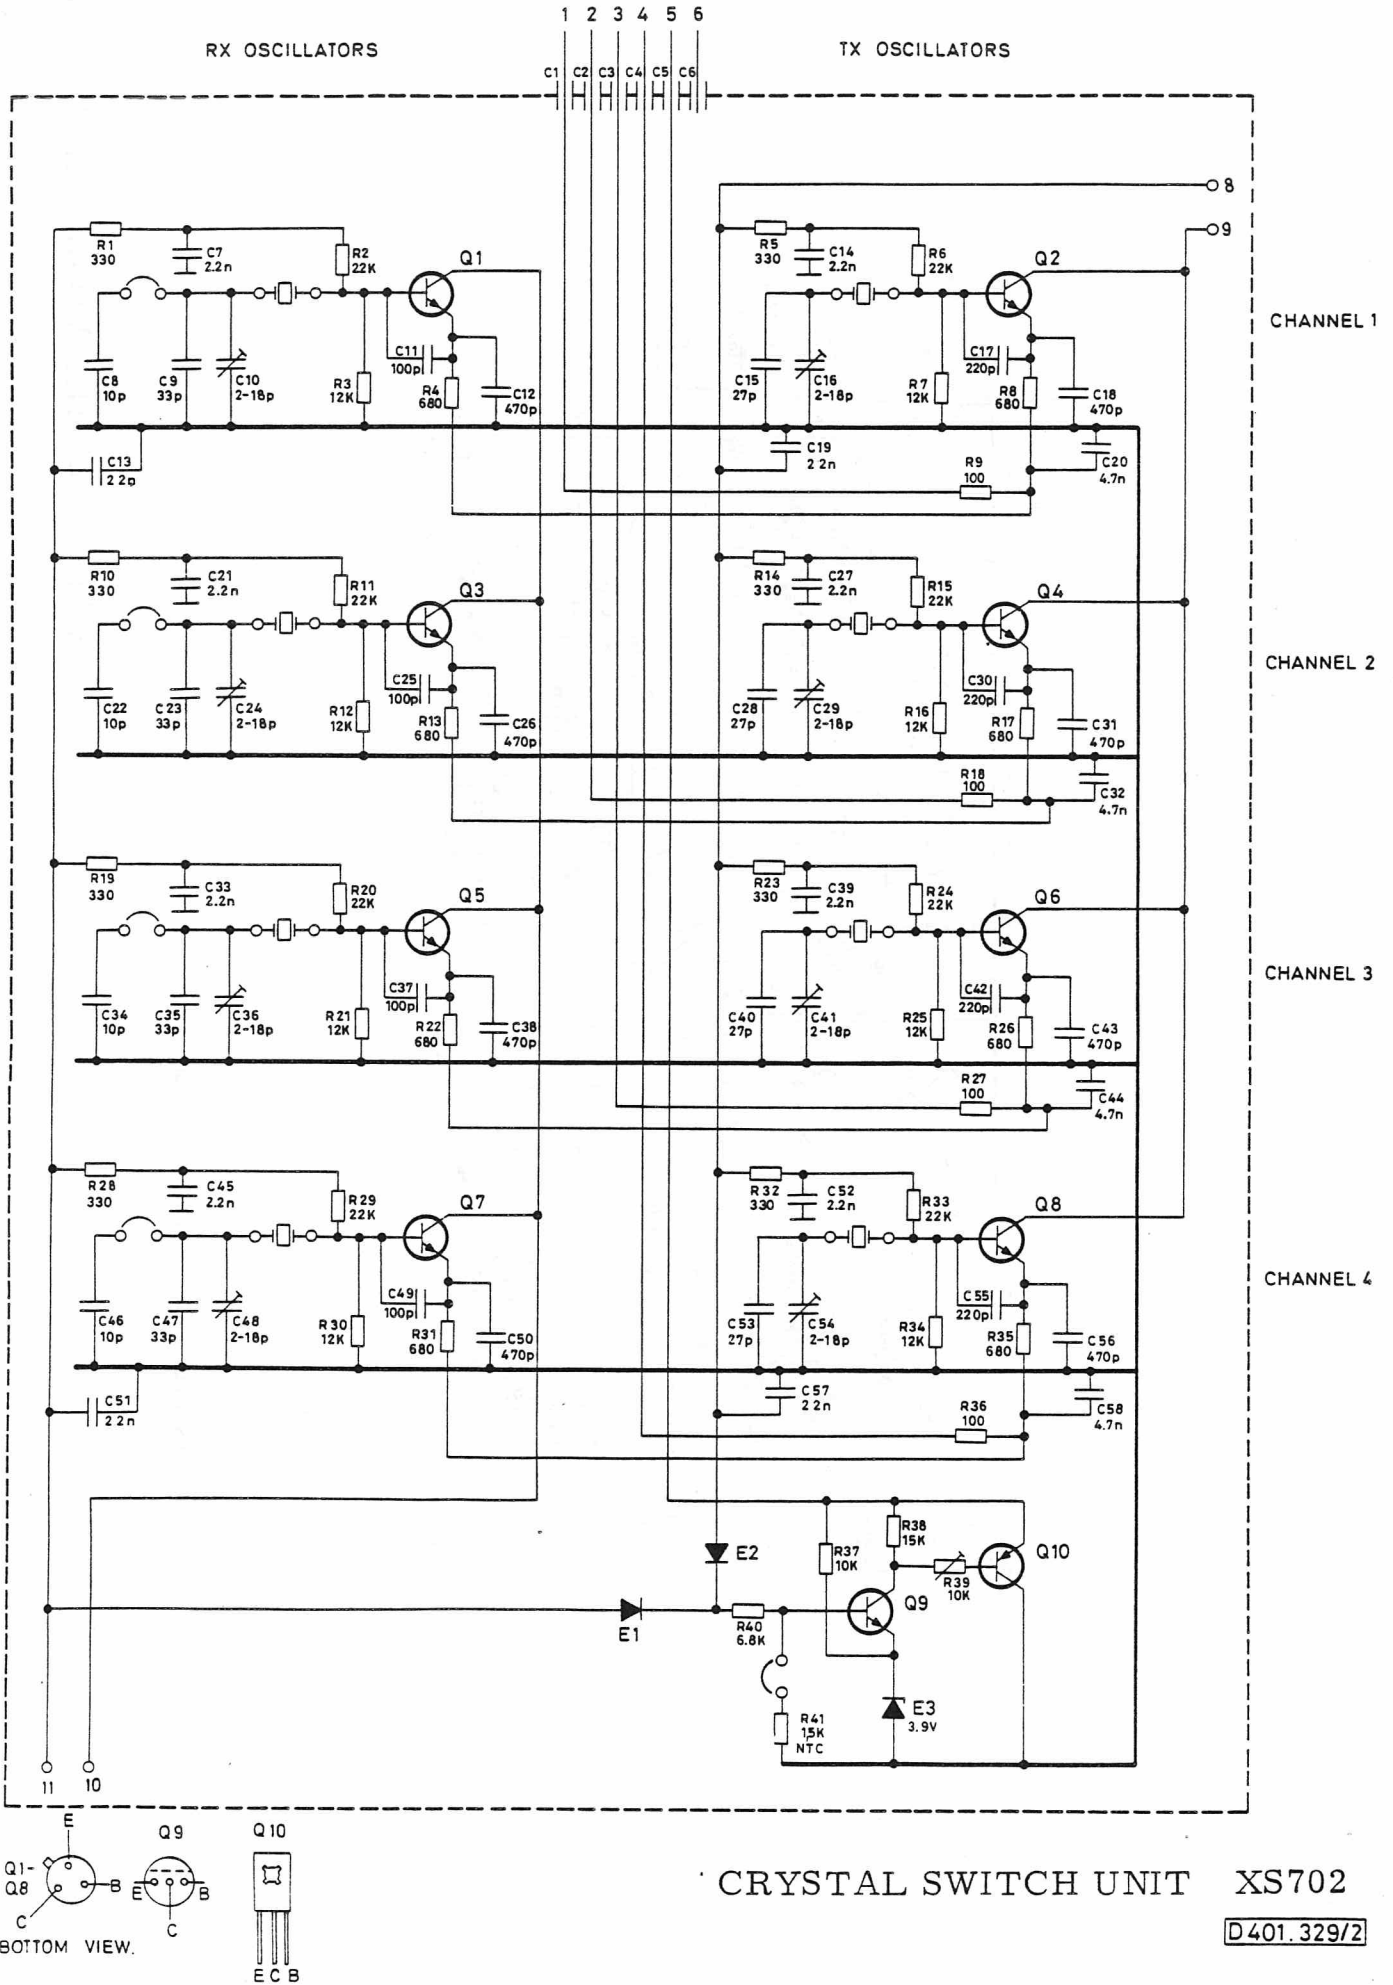 1 2 3 4 5 6
RX OSCILLATORS
TX OSCILLATORS
C1 C2 C3 C4 C5 C6
8
9
R1
330
C7
2.2n
R2
22K
Q1
C8
10p
C9
33p
C10
2-18p
R3
12K
C11
100p
R4
680
C12
470p
C13
22p
R5
330
C14
2.2n
R6
22K
Q2
C15
27p
C16
2-18p
R7
12K
C17
220p
R8
680
C18
470p
C19
22n
R9
100
C20
4.7n
CHANNEL 1
R10
330
C21
2.2n
R11
22K
Q3
C22
10p
C23
33p
C24
2-18p
R12
12K
C25
100p
R13
680
C26
470p
R14
330
C27
2.2n
R15
22K
Q4
C28
27p
C29
2-18p
R16
12K
C30
220p
R17
680
C31
470p
R18
100
C32
4.7n
CHANNEL 2
R19
330
C33
2.2n
R20
22K
Q5
C34
10p
C35
33p
C36
2-18p
R21
12K
C37
100p
R22
680
C38
470p
R23
330
C39
2.2n
R24
22K
Q6
C40
27p
C41
2-18p
R25
12K
C42
220p
R26
680
C43
470p
R27
100
C44
4.7n
CHANNEL 3
R28
330
C45
2.2n
R29
22K
Q7
C46
10p
C47
33p
C48
2-18p
R30
12K
C49
100p
R31
680
C50
470p
C51
22n
R32
330
C52
2.2n
R33
22K
Q8
C53
27p
C54
2-18p
R34
12K
C55
220p
R35
680
C56
470p
C57
22n
R36
100
C58
4.7n
CHANNEL 4
E2
R37
10K
R38
15K
R39
10K
Q10
Q9
E1
R40
6.8K
R41
15K
NTC
E3
3.9V
11
10
E
Q1-
Q8
B
C
Q9
E
B
C
Q10
E C B
BOTTOM VIEW.
CRYSTAL SWITCH UNIT XS702
D401.329/2